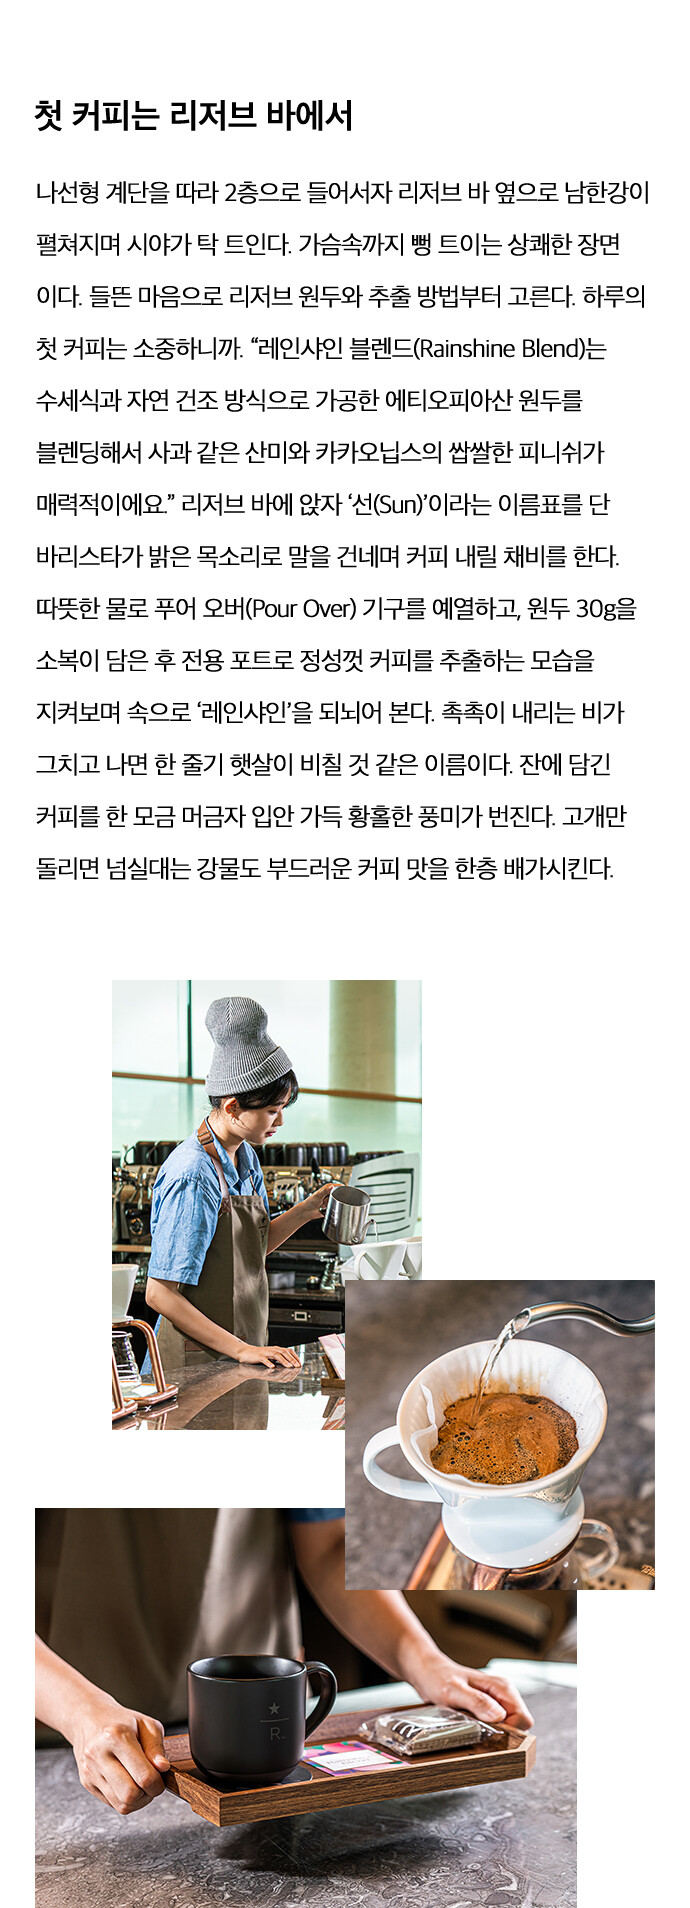 첫 커피는 리저브 바에서
나선형 계단을 따라 2층으로 들어서자 리저브 바 옆으로 남한강이
펼쳐지며 시야가 탁 트인다. 가슴속까지 뻥 트이는 상쾌한 장면
이다. 들뜬 마음으로 리저브 원두와 추출 방법부터 고른다. 하루의
첫 커피는 소중하니까. “레인샤인 블렌드(Rainshine Blend)는
수세식과 자연 건조 방식으로 가공한 에티오피아산 원두를
블렌딩해서 사과 같은 산미와 카카오닙스의 쌉쌀한 피니쉬가
매력적이에요.” 리저브 바에 앉자 ‘선(Sun)’이라는 이름표를 단
바리스타가 밝은 목소리로 말을 건네며 커피 내릴 채비를 한다.
따뜻한 물로 푸어 오버(Pour Over) 기구를 예열하고, 원두 30g을
소복이 담은 후 전용 포트로 정성껏 커피를 추출하는 모습을
지켜보며 속으로 ‘레인샤인’을 되뇌어 본다. 촉촉이 내리는 비가
그치고 나면 한 줄기 햇살이 비칠 것 같은 이름이다. 잔에 담긴
커피를 한 모금 머금자 입안 가득 황홀한 풍미가 번진다. 고개만
돌리면 넘실대는 강물도 부드러운 커피 맛을 한층 배가시킨다.
R.